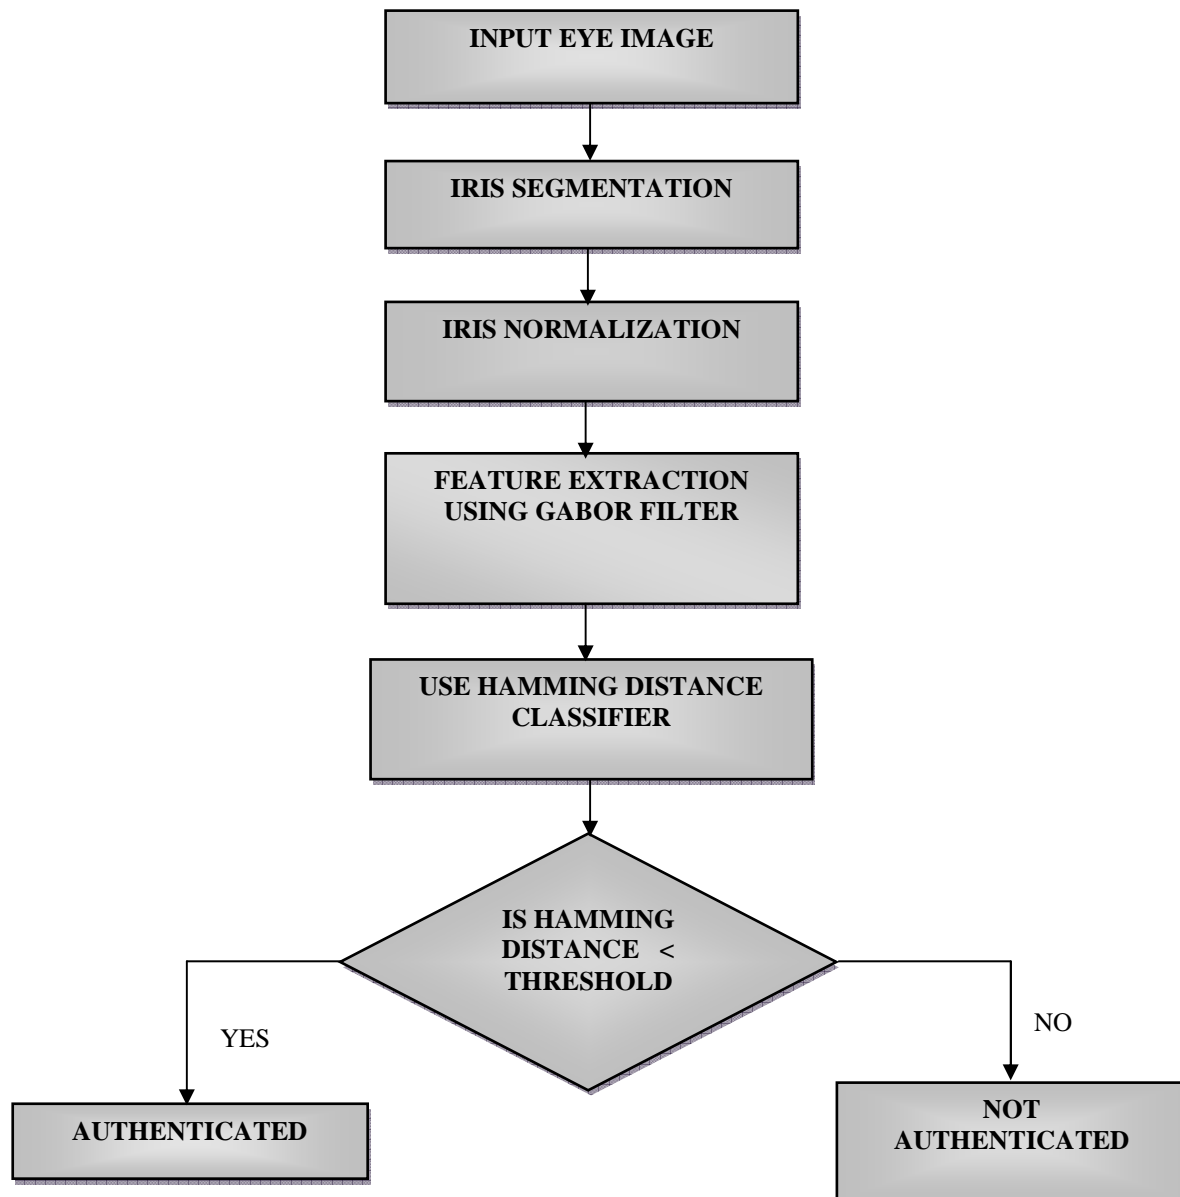 INPUT EYE IMAGE
IRIS SEGMENTATION
IRIS NORMALIZATION
FEATURE EXTRACTION
USING GABOR FILTER
USE HAMMING DISTANCE
CLASSIFIER
IS HAMMING
DISTANCE <
THRESHOLD
YES
NO
AUTHENTICATED
NOT
AUTHENTICATED